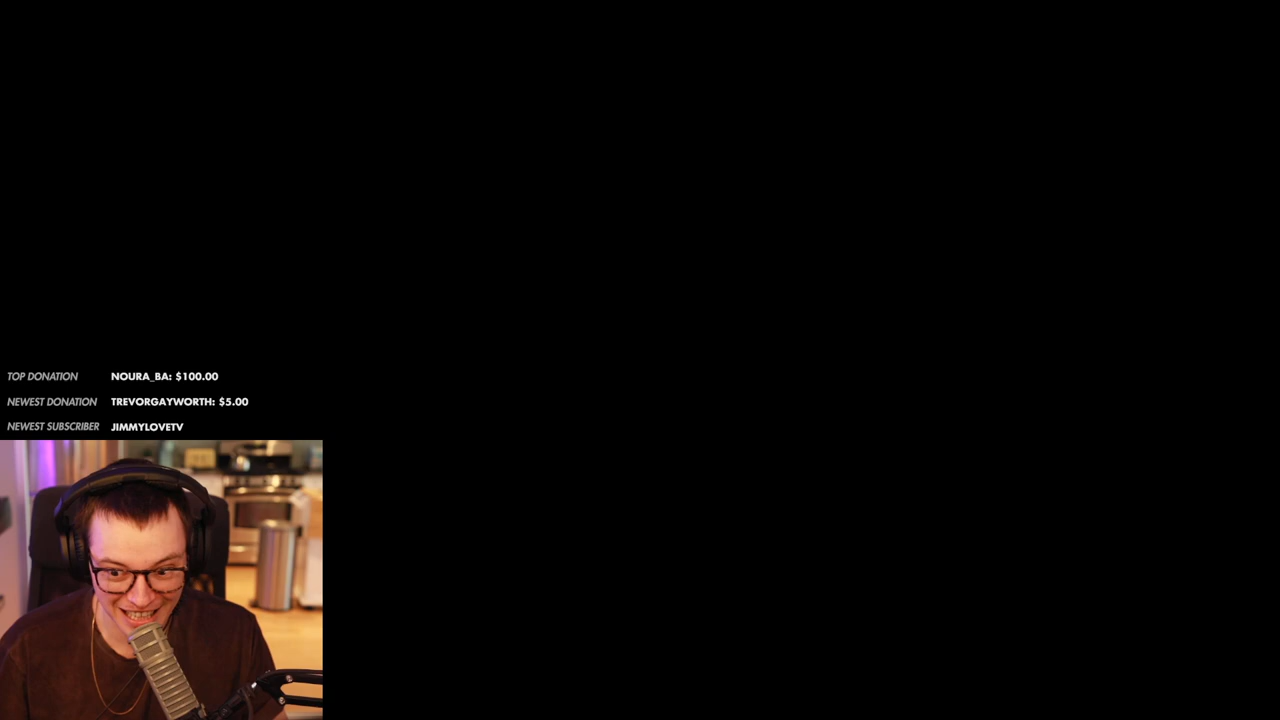 TOP DONATION NOURA_BA: $100.00
NEWEST DONATION TREVORGAYWORTH: $5.00
NEWEST SUBSCRIBER JIMMYLOVETV